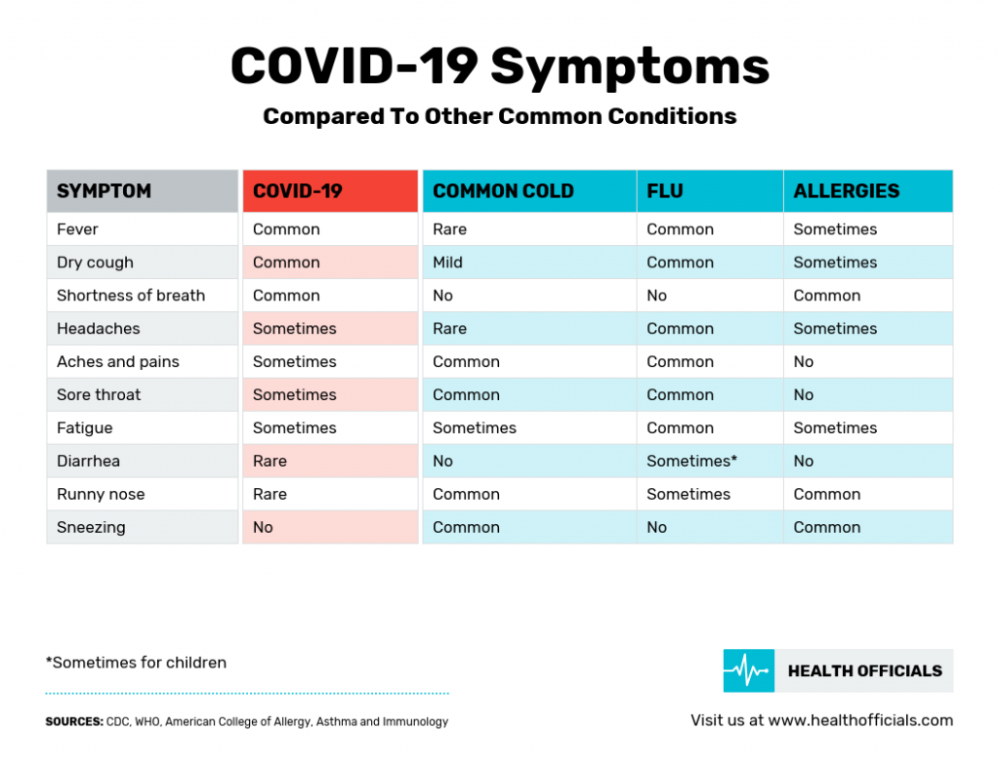 COVID-19 Symptoms
Compared To Other Common Conditions
SYMPTOM COVID-19 COMMON COLD FLU ALLERGIES
Fever Common Rare Common Sometimes
Dry cough Common Mild Common Sometimes
Shortness of breath Common No No Common
Headaches Sometimes Rare Common Sometimes
Aches and pains Sometimes Common Common No
Sore throat Sometimes Common Common No
Fatigue Sometimes Sometimes Common Sometimes
Diarrhea Rare No Sometimes* No
Runny nose Rare Common Sometimes Common
Sneezing No Common No Common
*Sometimes for children
HEALTH OFFICIALS
SOURCES: CDC, WHO, American College of Allergy, Asthma and Immunology
Visit us at www.healthofficials.com